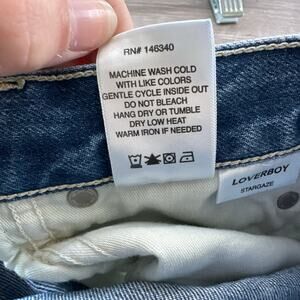 RN# 146340
MACHINE WASH COLD
WITH LIKE COLORS
GENTLE CYCLE INSIDE OUT
DO NOT BLEACH
HANG DRY OR TUMBLE
DRY LOW HEAT
WARM IRON IF NEEDED
LOVERBOY
STARGAZE